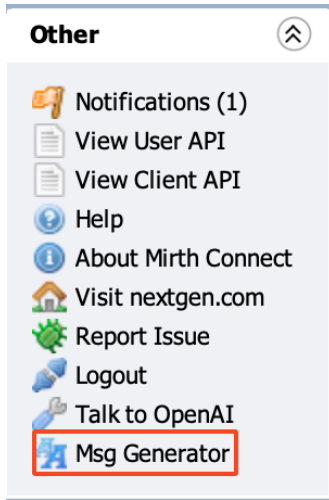 Other
Notifications (1)
View User API
View Client API
Help
About Mirth Connect
Visit nextgen.com
Report Issue
Logout
Talk to OpenAI
Msg Generator